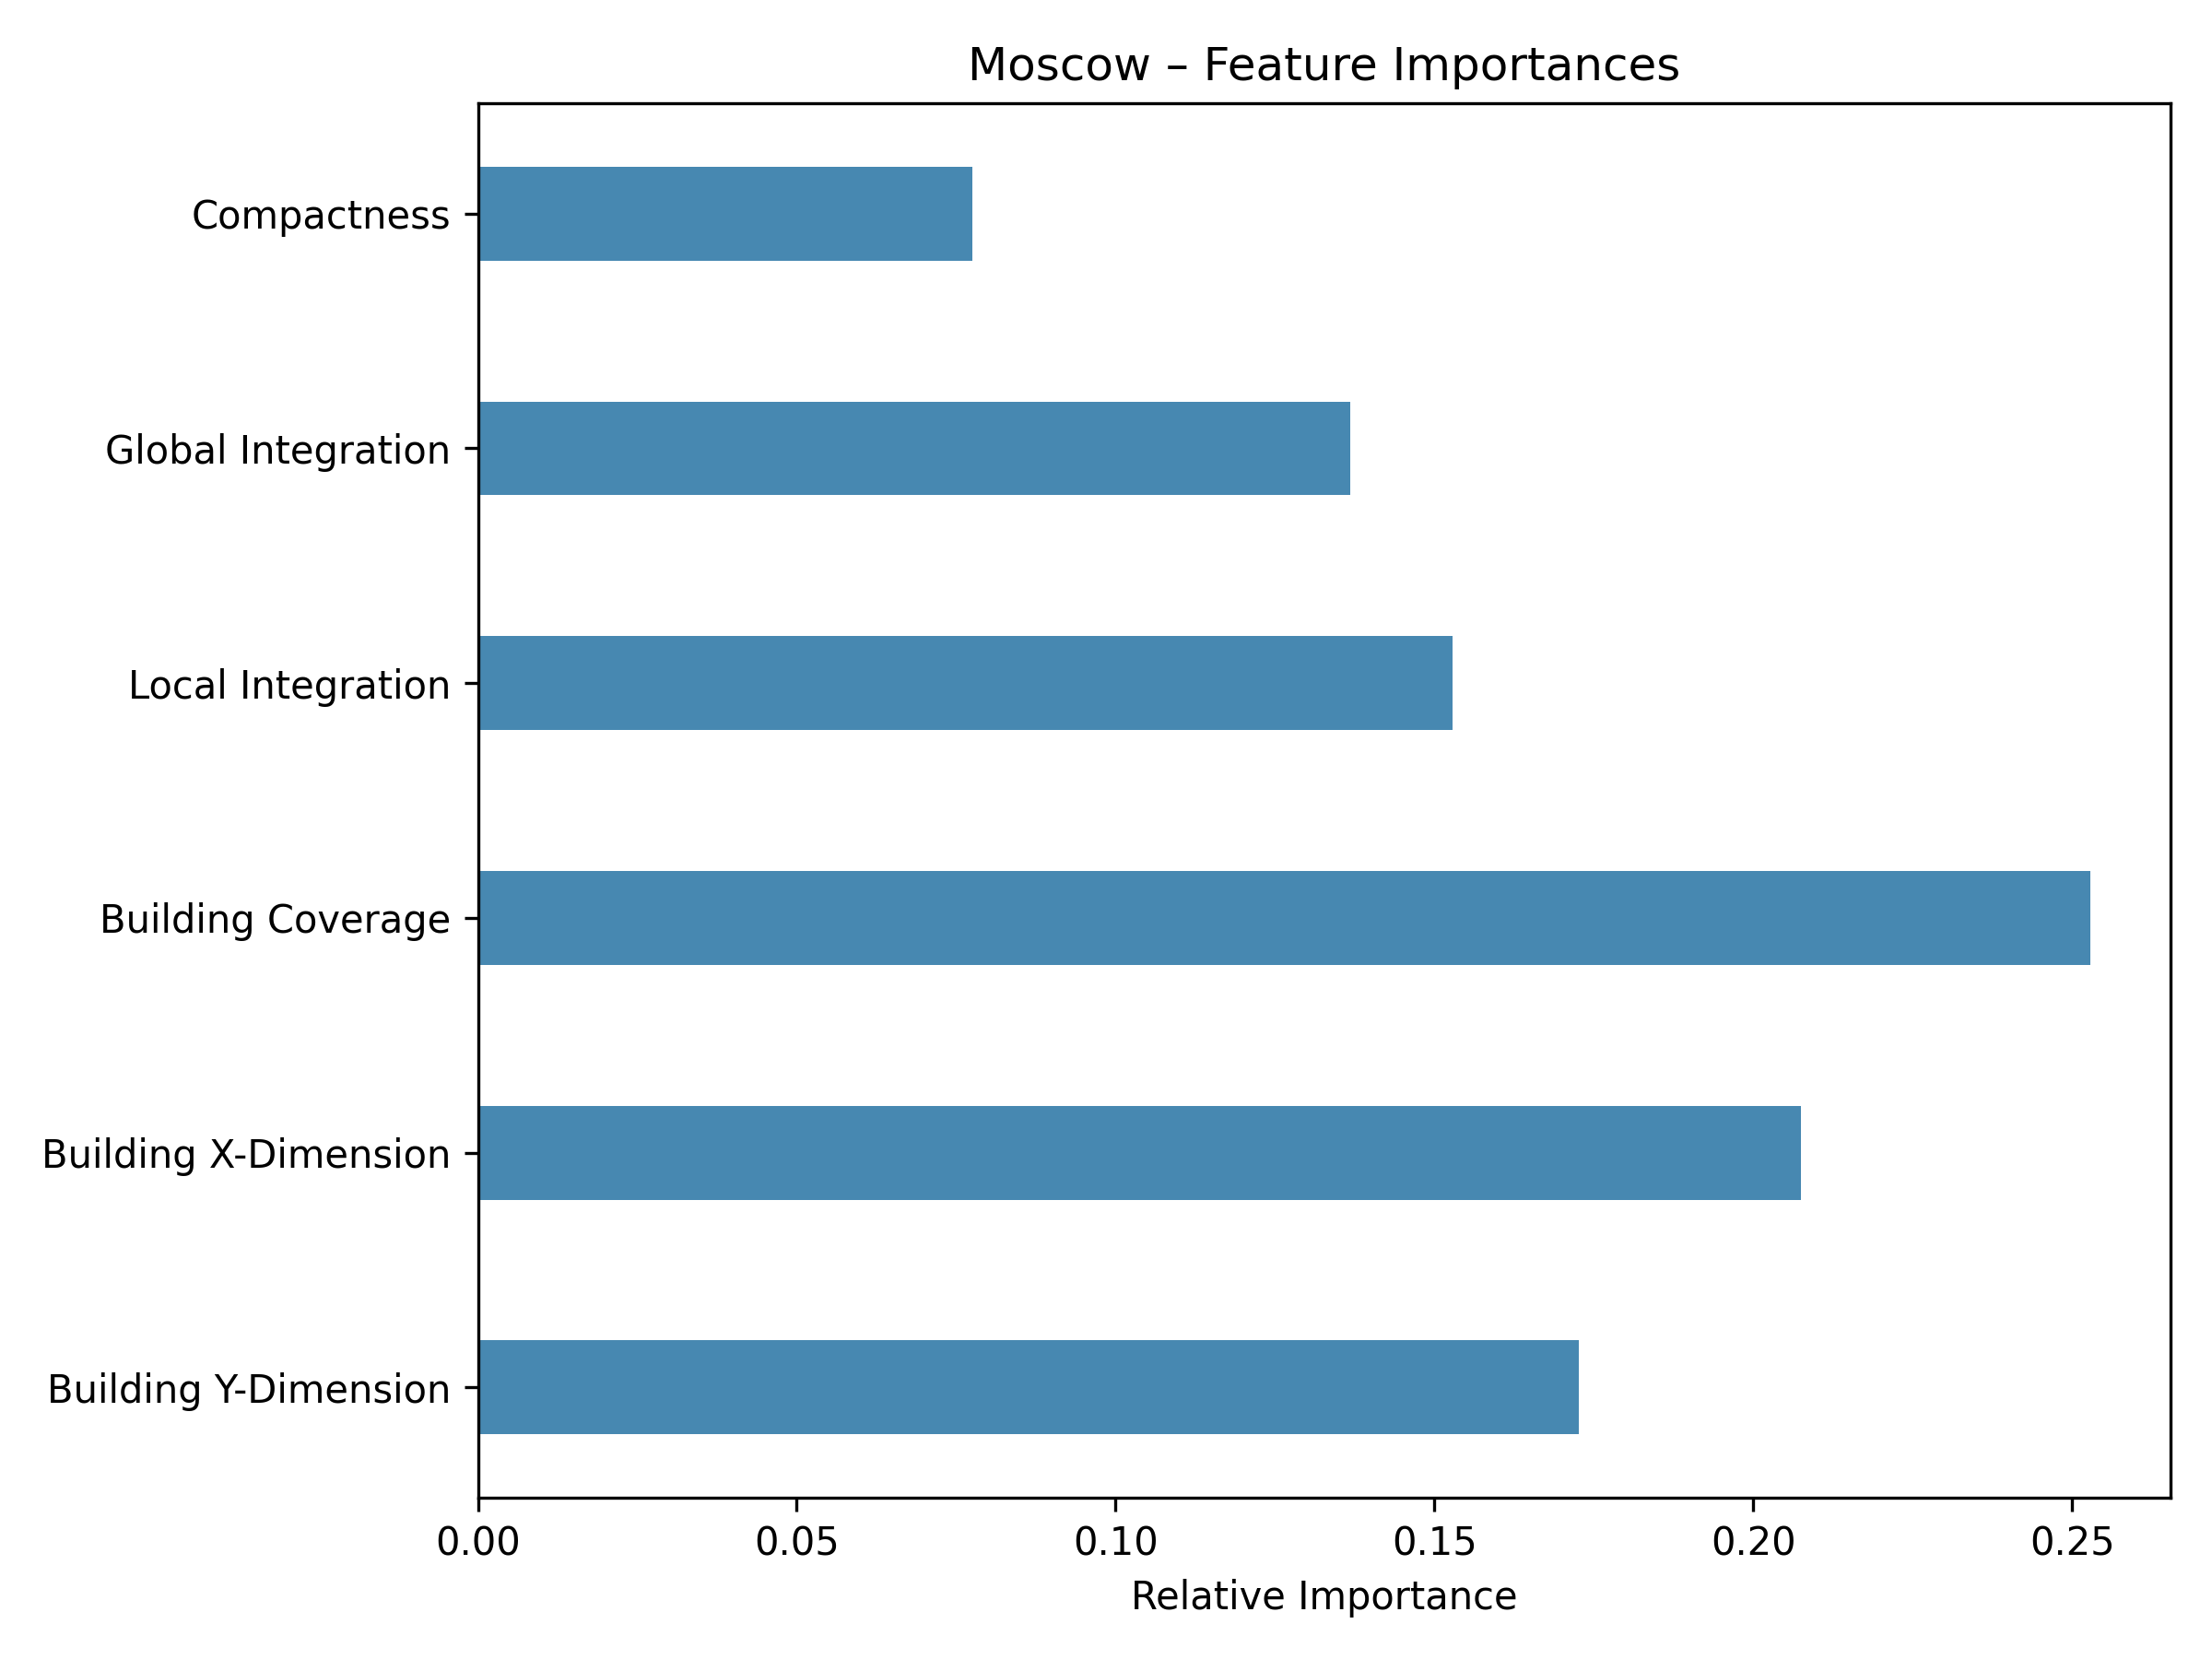 Moscow – Feature Importances
Compactness
Global Integration
Local Integration
Building Coverage
Building X-Dimension
Building Y-Dimension
0.00 0.05 0.10 0.15 0.20 0.25
Relative Importance